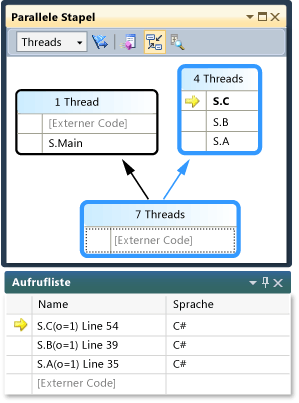 Parallele Stapel
Threads
4 Threads
S.C
S.B
S.A
1 Thread
[Externer Code]
S.Main
7 Threads
[Externer Code]
Aufrufliste
Name Sprache
S.C(o=1) Line 54 C#
S.B(o=1) Line 39 C#
S.A(o=1) Line 35 C#
[Externer Code]